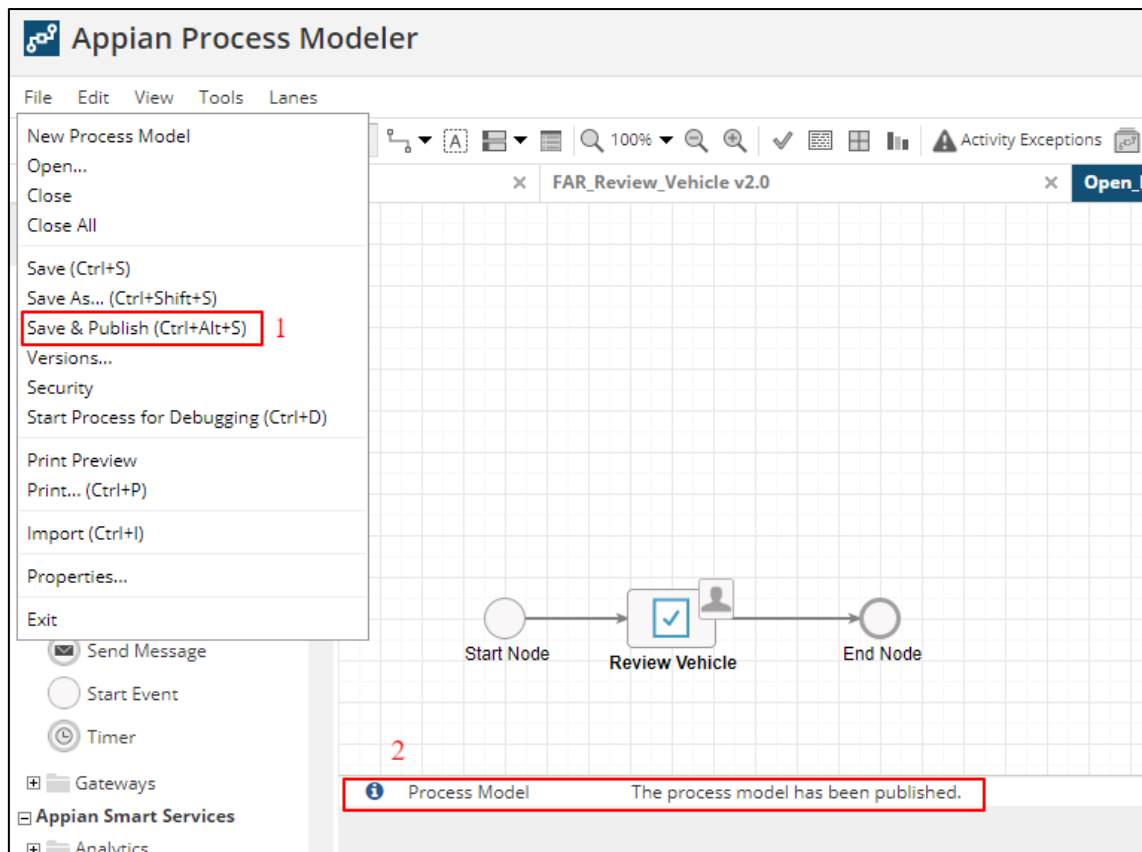 Appian Process Modeler
File Edit View Tools Lanes
New Process Model
Open...
Close
Close All
Save (Ctrl+S)
Save As... (Ctrl+Shift+S)
Save & Publish (Ctrl+Alt+S) 1
Versions...
Security
Start Process for Debugging (Ctrl+D)
Print Preview
Print... (Ctrl+P)
Import (Ctrl+I)
Properties...
Exit
A 100% Activity Exceptions
FAR_Review_Vehicle v2.0
Open_
Start Node
Review Vehicle
End Node
Send Message
Start Event
Timer
Gateways
Appian Smart Services
Analytics
2
Process Model The process model has been published.